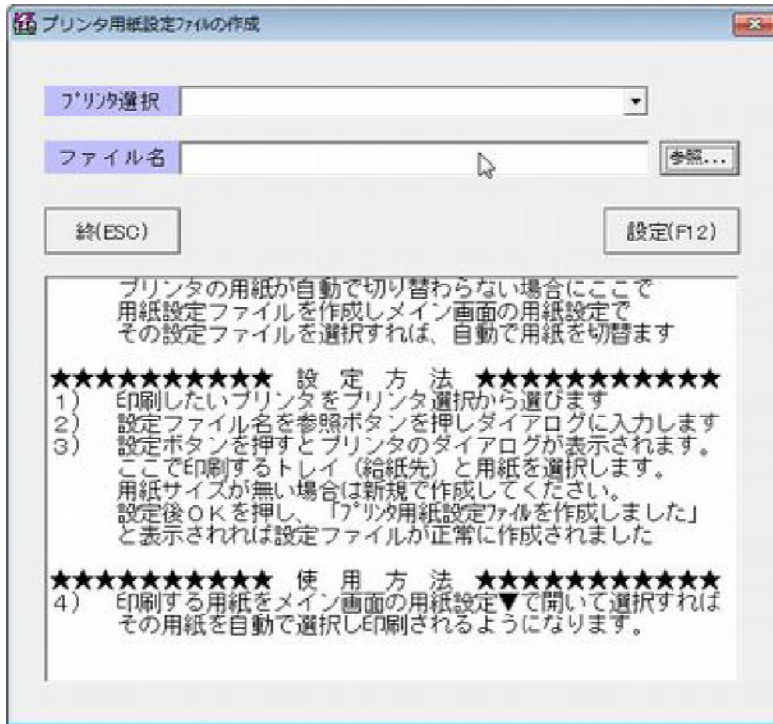 プリンタ用紙設定ﾌｧｲﾙの作成
ﾌﾟﾘﾝﾀ選択
ファイル名
参照...
終(ESC)
設定(F12)
プリンタの用紙が自動で切り替わらない場合にここで
用紙設定ファイルを作成しメイン画面の用紙設定で
その設定ファイルを選択すれば、自動で用紙を切替ます
★★★★★★★★★★ 設 定 方 法 ★★★★★★★★★★★
1) 印刷したいプリンタをプリンタ選択から選びます
2) 設定ファイル名を参照ボタンを押しダイアログに入力します
3) 設定ボタンを押すとプリンタのダイアログが表示されます。
ここで印刷するトレイ（給紙先）と用紙を選択します。
用紙サイズが無い場合は新規で作成してください。
設定後ＯＫを押し、「ﾌﾟﾘﾝﾀ用紙設定ﾌｧｲﾙを作成しました」
と表示されれば設定ファイルが正常に作成されました
★★★★★★★★★★ 使 用 方 法 ★★★★★★★★★★★
4) 印刷する用紙をメイン画面の用紙設定▼で開いて選択すれば
その用紙を自動で選択し印刷されるようになります。